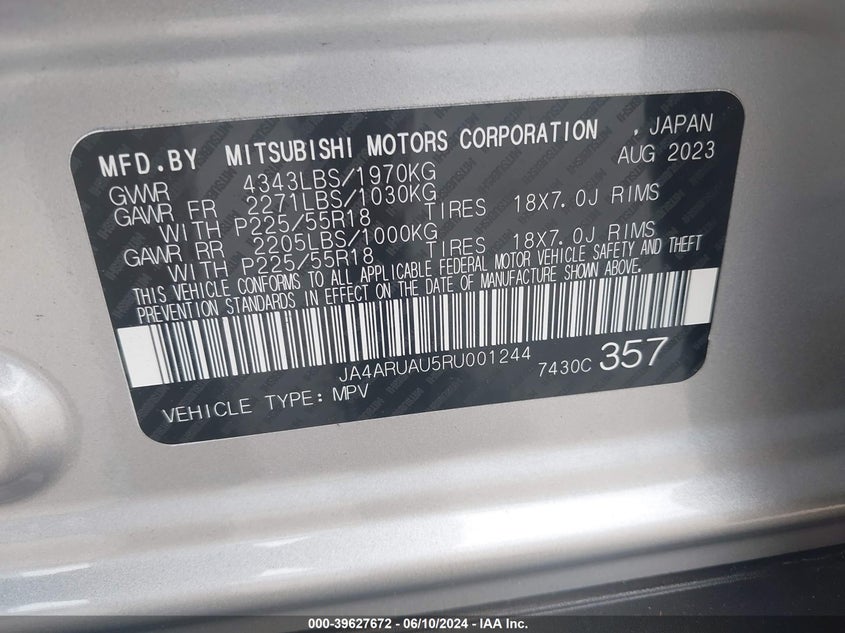 MFD.BY MITSUBISHI MOTORS CORPORATION , JAPAN
AUG 2023
GVWR 4343LBS/1970KG
GAWR FR 2271LBS/1030KG
WITH P225/55R18 TIRES 18X7.0J RIMS
GAWR RR 2205LBS/1000KG
WITH P225/55R18 TIRES 18X7.0J RIMS
THIS VEHICLE CONFORMS TO ALL APPLICABLE FEDERAL MOTOR VEHICLE SAFETY AND THEFT
PREVENTION STANDARDS IN EFFECT ON THE DATE OF MANUFACTURE SHOWN ABOVE.
JA4ARUAU5RU001244
7430C 357
VEHICLE TYPE: MPV
000-39627672 - 06/10/2024 - IAA Inc.